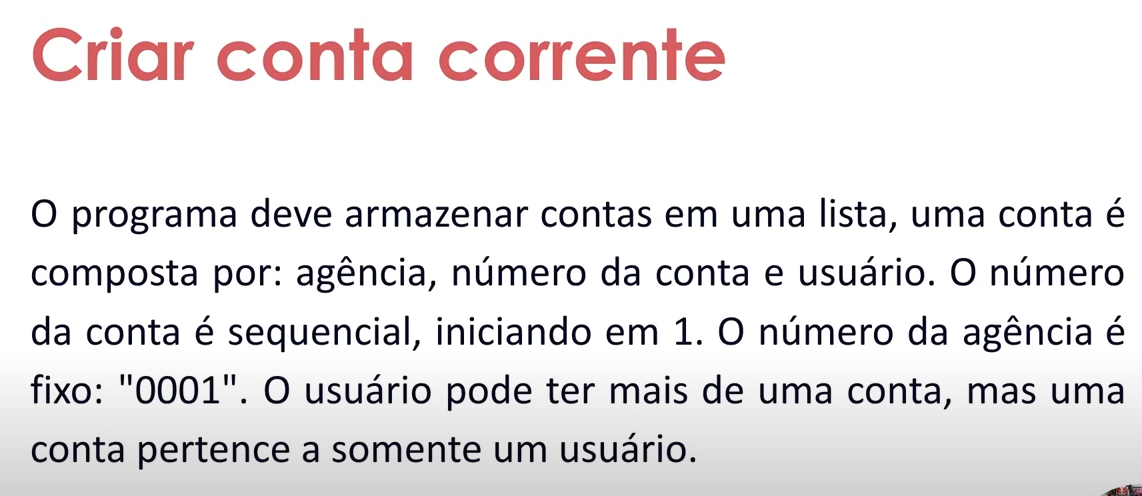 Criar conta corrente
O programa deve armazenar contas em uma lista, uma conta é
composta por: agência, número da conta e usuário. O número
da conta é sequencial, iniciando em 1. O número da agência é
fixo: "0001". O usuário pode ter mais de uma conta, mas uma
conta pertence a somente um usuário.